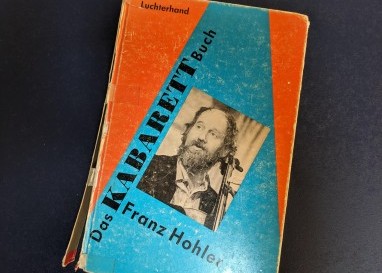 Luchterhand
Das KABARETT Buch
Franz Hohler